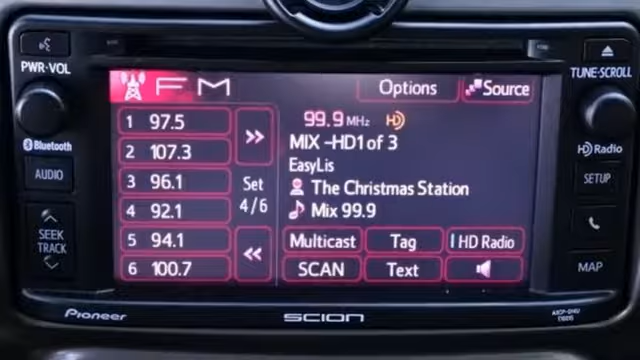 PWR·VOL
TUNE·SCROLL
FM
Options
Source
1 97.5
2 107.3
3 96.1
4 92.1
5 94.1
6 100.7
Set
4/6
99.9 MHz HD
MIX -HD1 of 3
EasyLis
The Christmas Station
Mix 99.9
Multicast
Tag
HD Radio
SCAN
Text
Bluetooth
AUDIO
SEEK
TRACK
HD Radio
SETUP
MAP
Pioneer
SCION